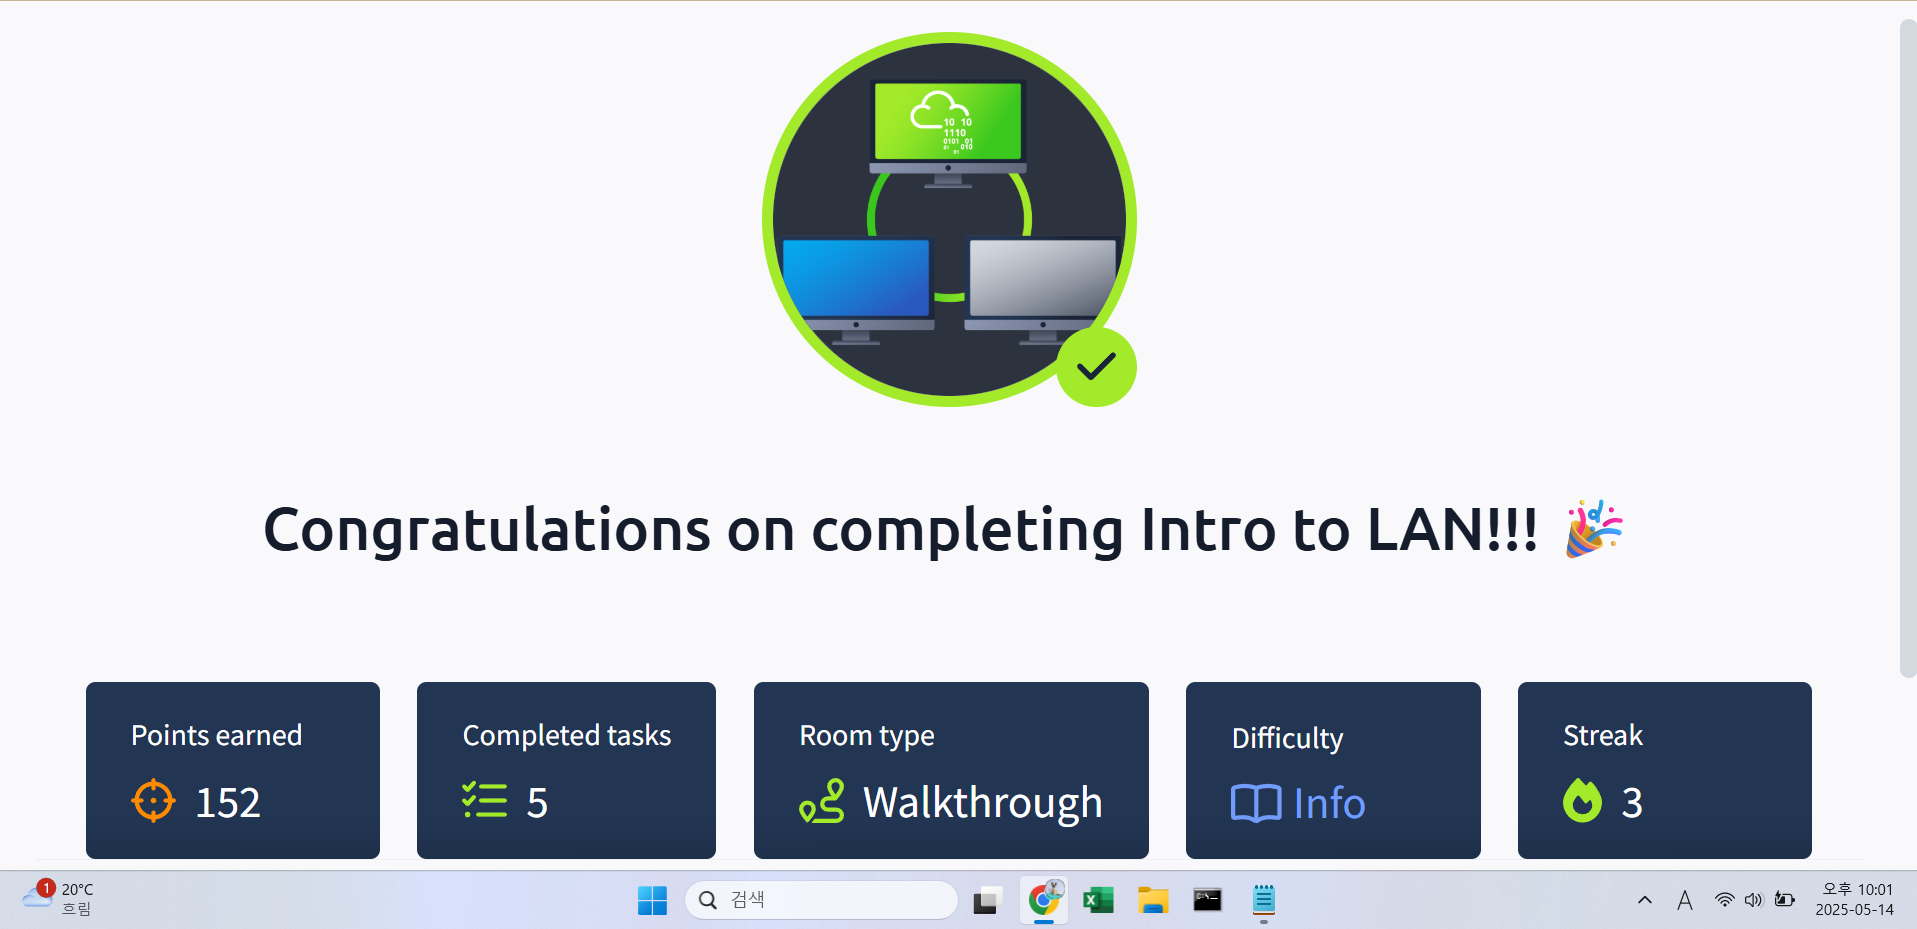 10 10
1110
0101 01
01 010
01
Congratulations on completing Intro to LAN!!! 🎉
Points earned
152
Completed tasks
5
Room type
Walkthrough
Difficulty
Info
Streak
3
1
20°C
흐림
검색
A
오후 10:01
2025-05-14